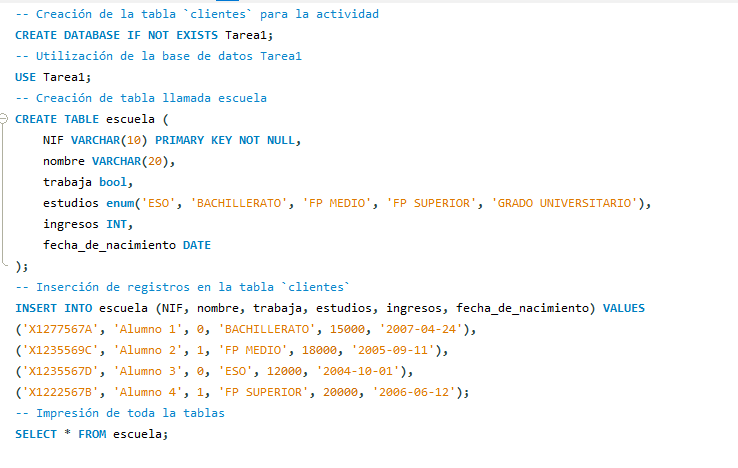 -- Creación de la tabla `clientes` para la actividad
CREATE DATABASE IF NOT EXISTS Tarea1;
-- Utilización de la base de datos Tarea1
USE Tarea1;
-- Creación de tabla llamada escuela
CREATE TABLE escuela (
    NIF VARCHAR(10) PRIMARY KEY NOT NULL,
    nombre VARCHAR(20),
    trabaja bool,
    estudios enum('ESO', 'BACHILLERATO', 'FP MEDIO', 'FP SUPERIOR', 'GRADO UNIVERSITARIO'),
    ingresos INT,
    fecha_de_nacimiento DATE
);
-- Inserción de registros en la tabla `clientes`
INSERT INTO escuela (NIF, nombre, trabaja, estudios, ingresos, fecha_de_nacimiento) VALUES
('X1277567A', 'Alumno 1', 0, 'BACHILLERATO', 15000, '2007-04-24'),
('X1235569C', 'Alumno 2', 1, 'FP MEDIO', 18000, '2005-09-11'),
('X1235567D', 'Alumno 3', 0, 'ESO', 12000, '2004-10-01'),
('X1222567B', 'Alumno 4', 1, 'FP SUPERIOR', 20000, '2006-06-12');
-- Impresión de toda la tablas
SELECT * FROM escuela;